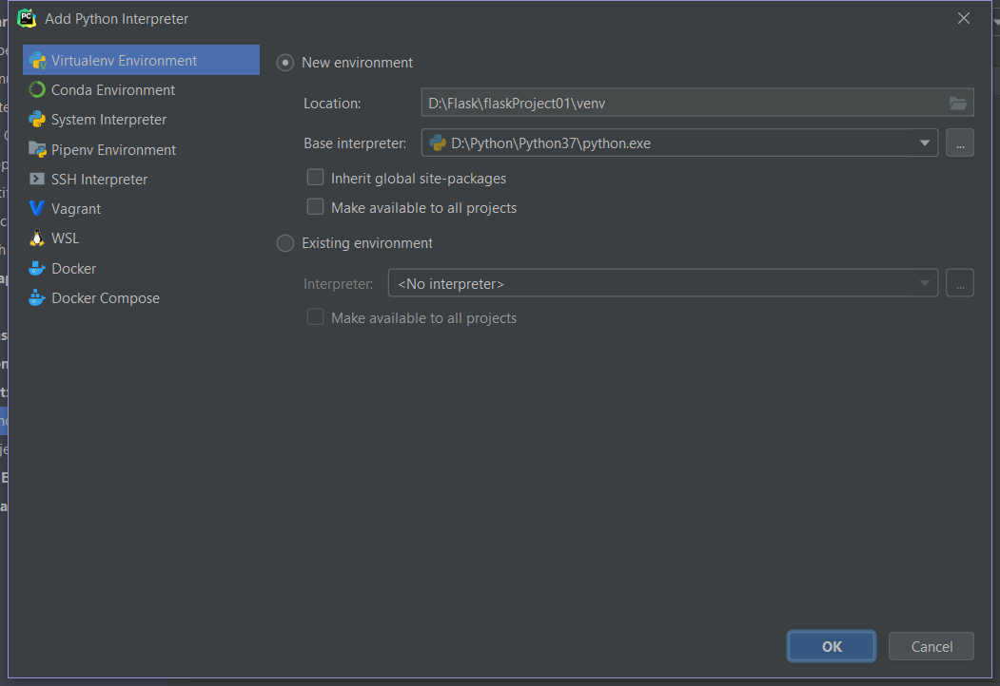 Add Python Interpreter
Virtualenv Environment
Conda Environment
System Interpreter
Pipenv Environment
SSH Interpreter
Vagrant
WSL
Docker
Docker Compose
New environment
Location: D:\Flask\flaskProject01\venv
Base interpreter: D:\Python\Python37\python.exe ...
Inherit global site-packages
Make available to all projects
Existing environment
Interpreter: <No interpreter> ...
Make available to all projects
OK Cancel